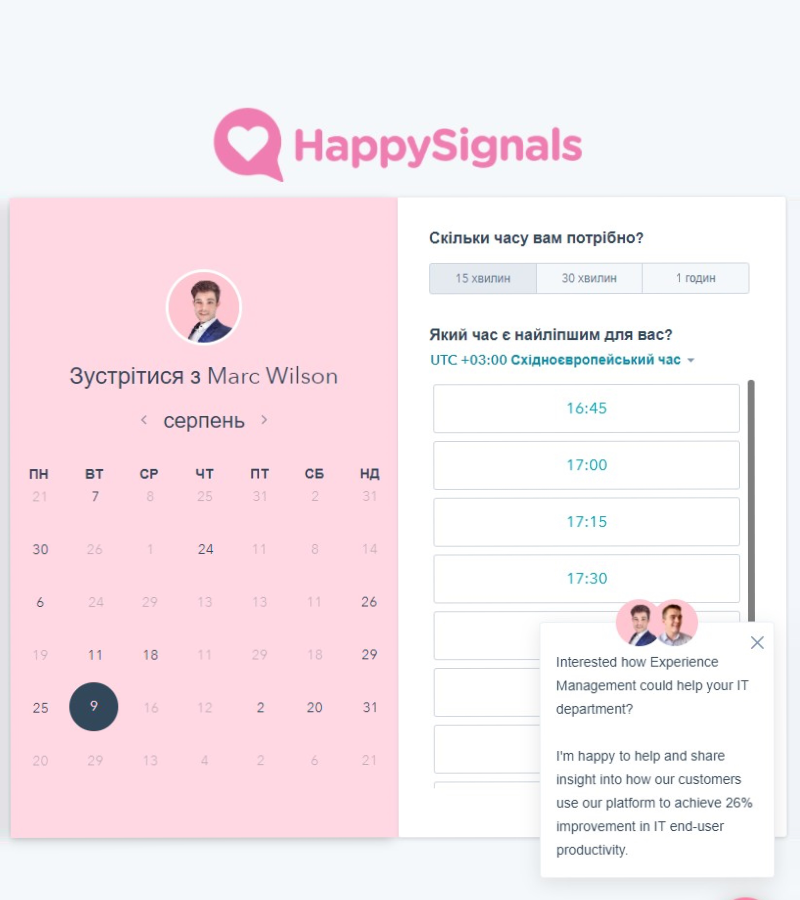 HappySignals
Зустрітися з Marc Wilson
серпень
ПН ВТ СР ЧТ ПТ СБ НД
21 7 8 25 31 2 31
30 26 1 24 11 8 14
6 24 29 13 13 11 26
19 11 18 11 29 18 29
25 9 16 12 2 20 31
20 29 13 4 2 6 21
Скільки часу вам потрібно?
15 хвилин 30 хвилин 1 годин
Який час є найліпшим для вас?
UTC +03:00 Східноєвропейський час
16:45
17:00
17:15
17:30
Interested how Experience
Management could help your IT
department?
I'm happy to help and share
insight into how our customers
use our platform to achieve 26%
improvement in IT end-user
productivity.